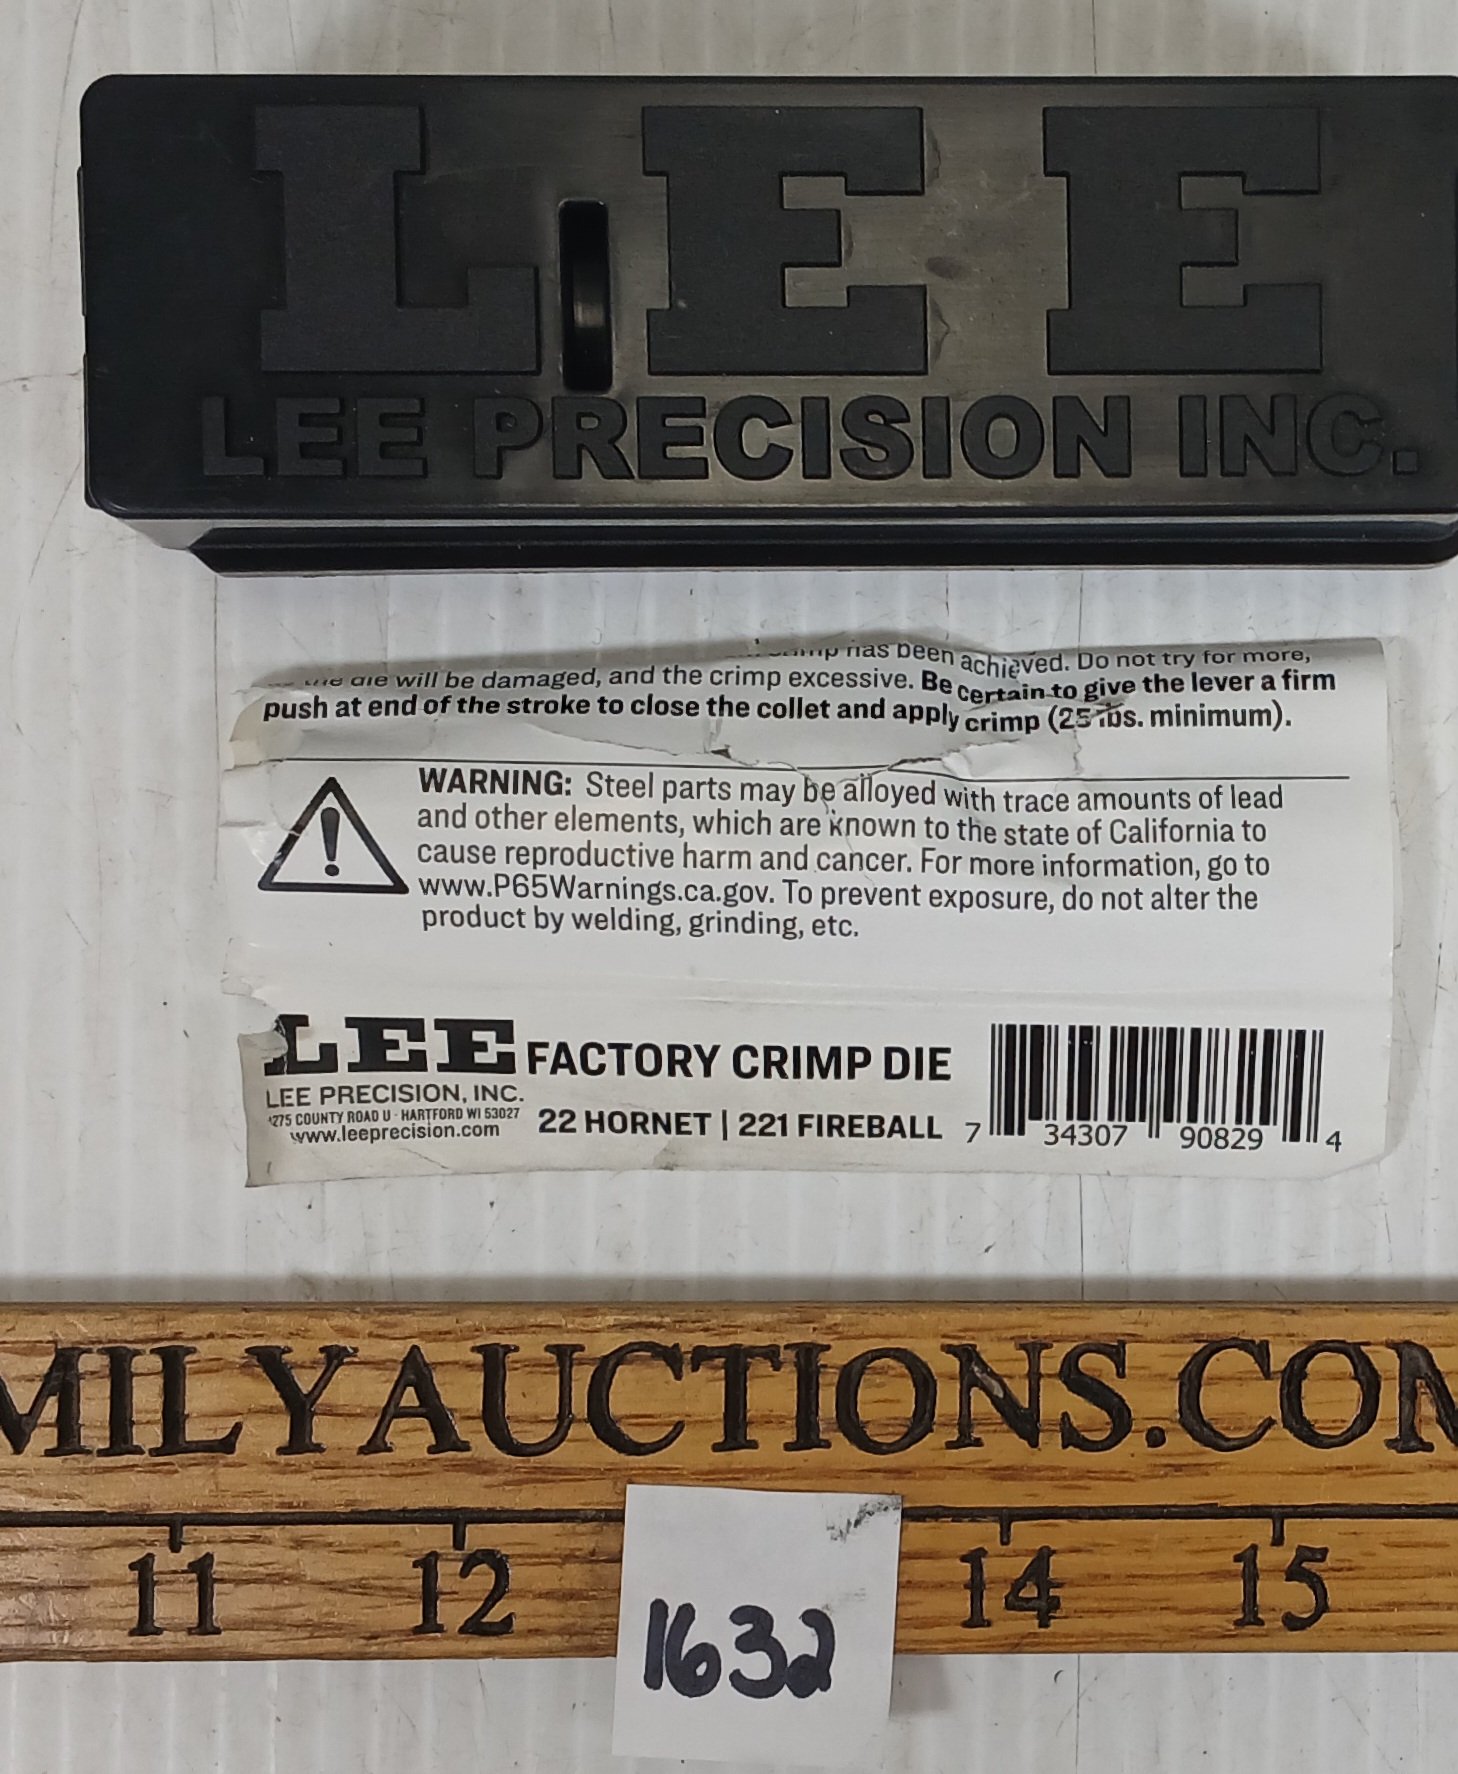 LEE
LEE PRECISION INC.
has been achieved. Do not try for more,
die will be damaged, and the crimp excessive. Be certain to give the lever a firm
push at end of the stroke to close the collet and apply crimp (25 lbs. minimum).
WARNING: Steel parts may be alloyed with trace amounts of lead
and other elements, which are known to the state of California to
cause reproductive harm and cancer. For more information, go to
www.P65Warnings.ca.gov. To prevent exposure, do not alter the
product by welding, grinding, etc.
LEE FACTORY CRIMP DIE
LEE PRECISION, INC.
4275 COUNTY ROAD U · HARTFORD WI 53027
www.leeprecision.com
22 HORNET | 221 FIREBALL
7 34307 90829 4
MILYAUCTIONS.COM
11 12 14 15
1632